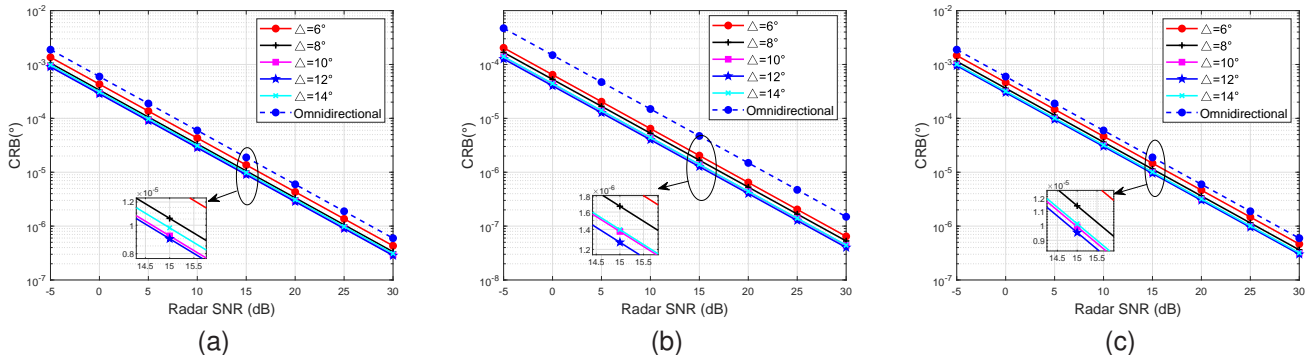 10^-2
10^-3
10^-4
10^-5
10^-6
10^-7
CRB(°)
-5 0 5 10 15 20 25 30
Radar SNR (dB)
△=6°
△=8°
△=10°
△=12°
△=14°
Omnidirectional
×10^-5
1.2
1
0.8
14.5 15 15.5
(a)
10^-2
10^-3
10^-4
10^-5
10^-6
10^-7
10^-8
CRB(°)
-5 0 5 10 15 20 25 30
Radar SNR (dB)
△=6°
△=8°
△=10°
△=12°
△=14°
Omnidirectional
×10^-6
1.8
1.6
1.4
1.2
14.5 15 15.5
(b)
10^-2
10^-3
10^-4
10^-5
10^-6
10^-7
CRB(°)
-5 0 5 10 15 20 25 30
Radar SNR (dB)
△=6°
△=8°
△=10°
△=12°
△=14°
Omnidirectional
×10^-5
1.2
1.1
1
0.9
14.5 15 15.5
(c)